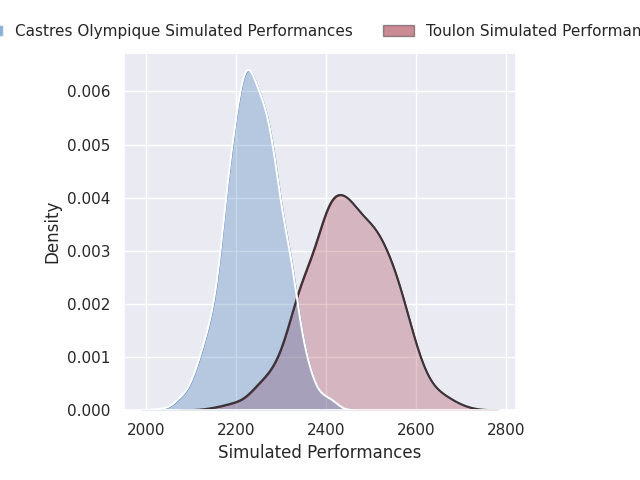 Castres Olympique Simulated Performances
Toulon Simulated
0.006
0.005
0.004
0.003
0.002
0.001
0.000
Density
2000 2200 2400 2600 2800
Simulated Performances